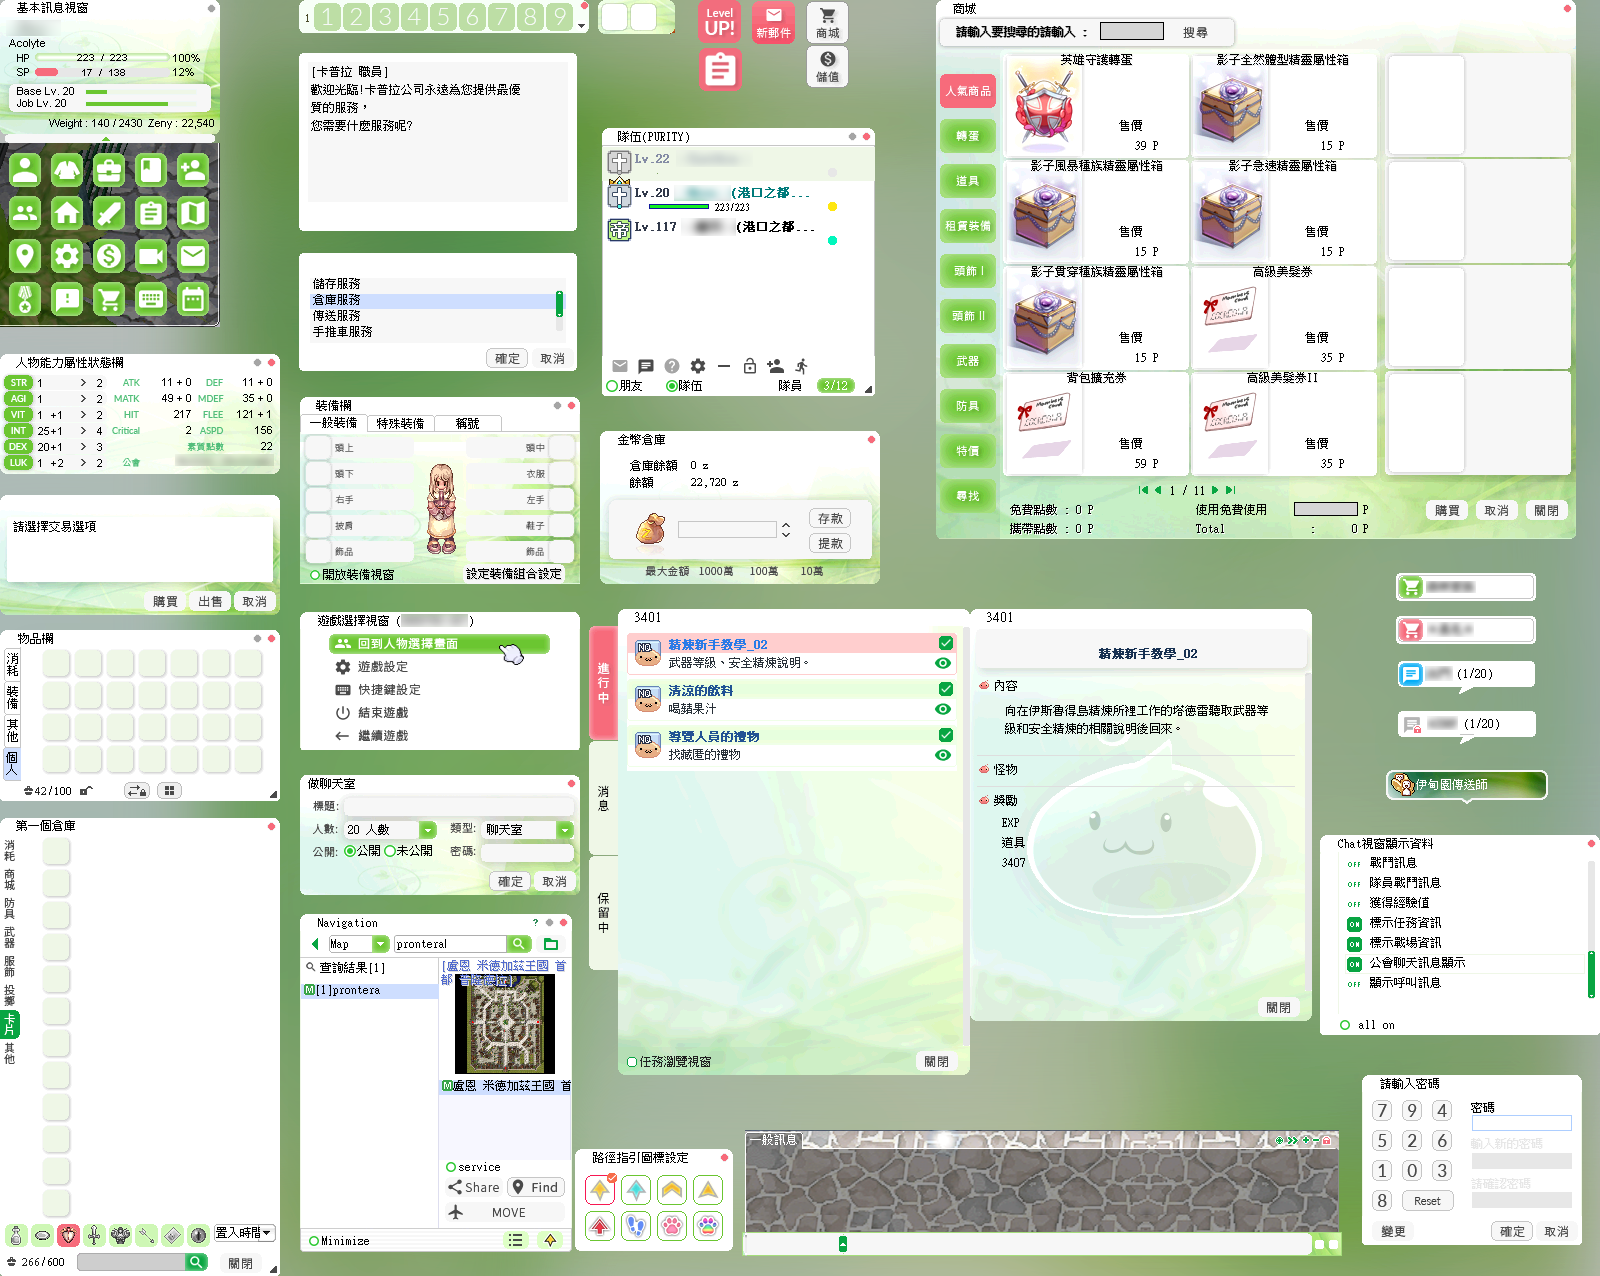 基本訊息視窗
Acolyte
HP 223 / 223 100%
SP 17 / 138 12%
Base Lv. 20
Job Lv. 20
Weight : 140 / 2430 Zeny : 22,540
人物能力屬性狀態欄
STR 1 > 2 ATK 11 + 0 DEF 11 + 0
AGI 1 > 2 MATK 49 + 0 MDEF 35 + 0
VIT 1 +1 > 2 HIT 217 FLEE 121 + 1
INT 25+1 > 4 Critical 2 ASPD 156
DEX 20+1 > 3 素質點數 22
LUK 1 +2 > 2 公會
請選擇交易選項
購買 出售 取消
物品欄
消耗
裝備
其他
個人
42/100
第一個倉庫
消耗
商城
防具
武器
服飾
投擲
卡片
其他
置入時間
266/600
關閉
1 1 2 3 4 5 6 7 8 9
[卡普拉 職員]
歡迎光臨!卡普拉公司永遠為您提供最優
質的服務，
您需要什麼服務呢?
儲存服務
倉庫服務
傳送服務
手推車服務
確定 取消
裝備欄
一般裝備 特殊裝備 稱號
頭上 頭中
頭下 衣服
右手 左手
披肩 鞋子
飾品 飾品
開放裝備視窗 設定裝備組合設定
遊戲選擇視窗 ( )
回到人物選擇畫面
遊戲設定
快捷鍵設定
結束遊戲
繼續遊戲
做聊天室
標題:
人數: 20 人數 類型: 聊天室
公開: 公開 未公開 密碼:
確定 取消
Navigation ?
Map prontera
查詢結果[1]
M[1]prontera
[盧恩 米德加茲王國 首
都 普隆德拉]
M盧恩 米德加茲王國 首
service
Share Find
MOVE
Minimize
Level UP!
新郵件
商城
儲值
隊伍(PURITY)
Lv.22
Lv.20 (港口之都...
223/223
Lv.117 (港口之都...
朋友 隊伍 隊員 3/12
金幣倉庫
倉庫餘額 0 z
餘額 22,720 z
存款
提款
最大金額 1000萬 100萬 10萬
3401
進行中
消息
保留中
精煉新手教學_02
武器等級、安全精煉說明。
清涼的飲料
喝蘋果汁
導覽人員的禮物
找藏匿的禮物
任務瀏覽視窗 關閉
3401
精煉新手教學_02
內容
向在伊斯魯得島精煉所裡工作的塔德雷聽取武器等
級和安全精煉的相關說明後回來。
怪物
獎勵
EXP
道具
3407
關閉
路徑指引圖標設定
一般訊息
商城
請輸入要搜尋的請輸入 : 搜尋
人氣商品
轉蛋
道具
租賃裝備
頭飾 I
頭飾 II
武器
防具
特價
尋找
英雄守護轉蛋
售價
39 P
影子全然體型精靈屬性箱
售價
15 P
影子風暴種族精靈屬性箱
售價
15 P
影子急速精靈屬性箱
售價
15 P
影子貫穿種族精靈屬性箱
售價
15 P
高級美髮券
售價
35 P
背包擴充券
售價
59 P
高級美髮券II
售價
35 P
1 / 11
免費點數 : 0 P 使用免費使用 P
攜帶點數 : 0 P Total : 0 P
購買 取消 關閉
(1/20)
(1/20)
伊甸園傳送師
Chat視窗顯示資料
OFF 戰鬥訊息
OFF 隊員戰鬥訊息
OFF 獲得經驗值
ON 標示任務資訊
ON 標示戰場資訊
ON 公會聊天訊息顯示
OFF 顯示呼叫訊息
all on
請輸入密碼
7 9 4
5 2 6
1 0 3
8 Reset
密碼
輸入新的密碼
請確認密碼
變更 確定 取消